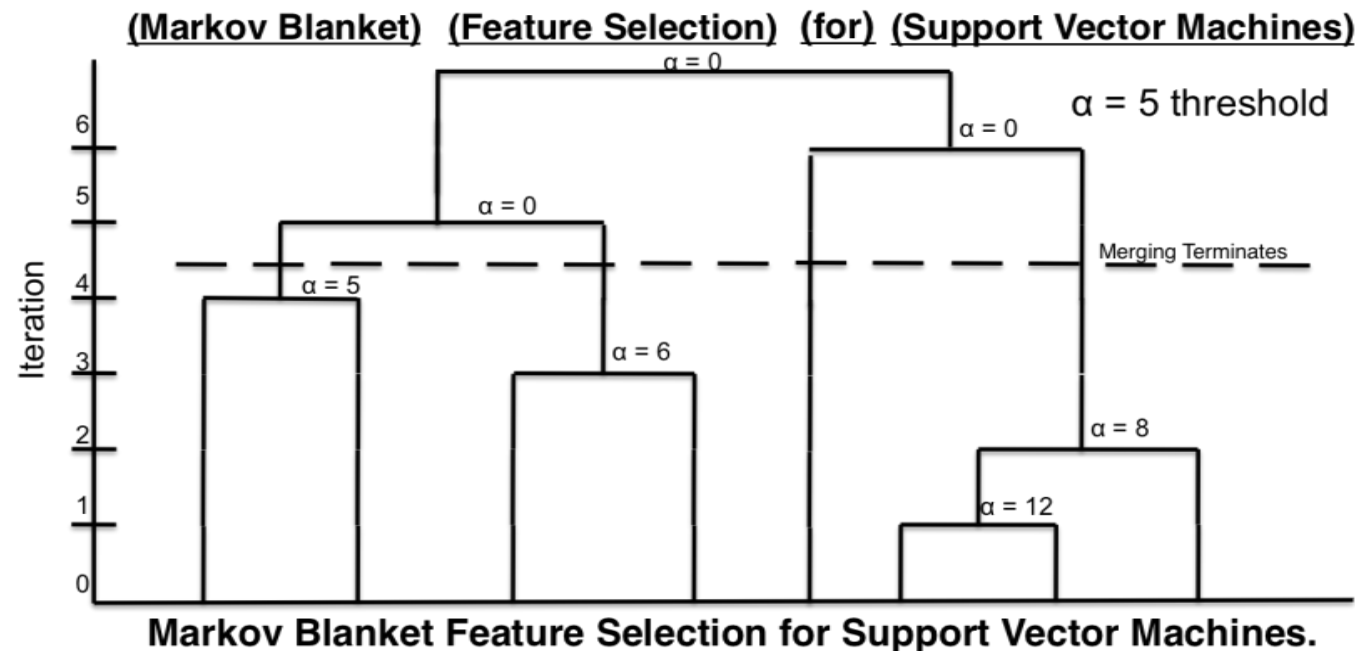 (Markov Blanket) (Feature Selection) (for) (Support Vector Machines)
α = 0
α = 5 threshold
6
α = 0
5
α = 0
Merging Terminates
4
α = 5
Iteration
3
α = 6
2
α = 8
1
α = 12
0
Markov Blanket Feature Selection for Support Vector Machines.